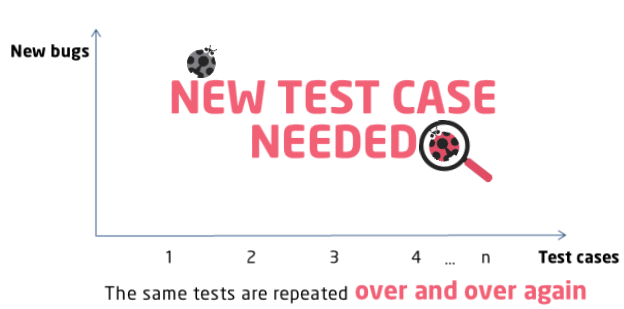 New bugs
NEW TEST CASE
NEEDED
1 2 3 4 ... n Test cases
The same tests are repeated over and over again